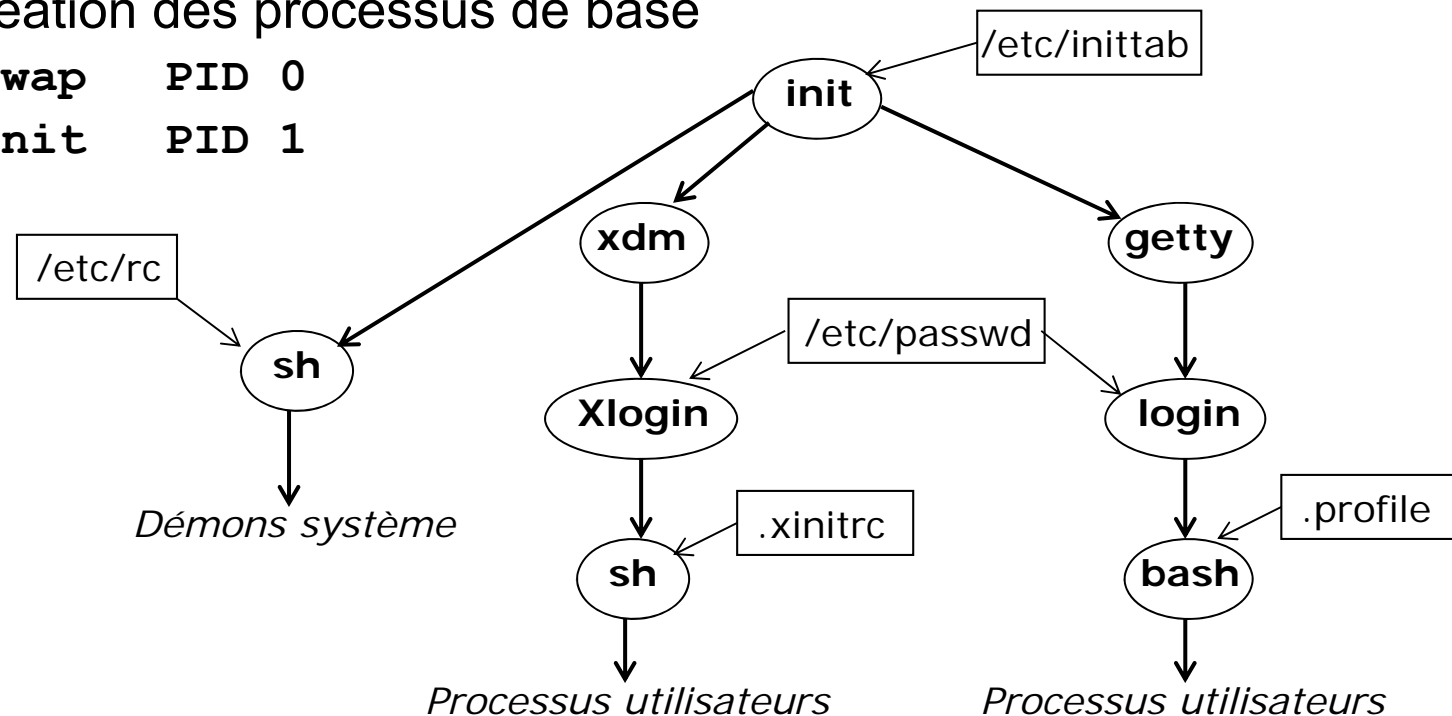 éation des processus de base
/etc/inittab
wap PID 0
init
nit PID 1
xdm
getty
/etc/rc
/etc/passwd
sh
Xlogin
login
Démons système
.xinitrc
.profile
sh
bash
Processus utilisateurs
Processus utilisateurs